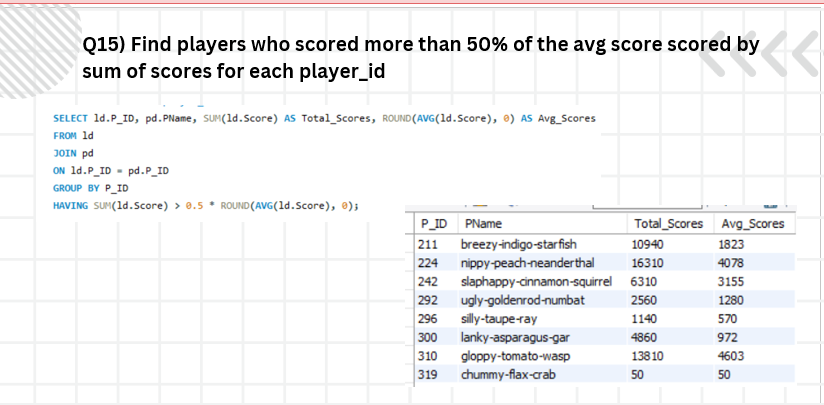 Q15) Find players who scored more than 50% of the avg score scored by
sum of scores for each player_id
SELECT ld.P_ID, pd.PName, SUM(ld.Score) AS Total_Scores, ROUND(AVG(ld.Score), 0) AS Avg_Scores
FROM ld
JOIN pd
ON ld.P_ID = pd.P_ID
GROUP BY P_ID
HAVING SUM(ld.Score) > 0.5 * ROUND(AVG(ld.Score), 0);
P_ID PName Total_Scores Avg_Scores
211 breezy-indigo-starfish 10940 1823
224 nippy-peach-neanderthal 16310 4078
242 slaphappy-cinnamon-squirrel 6310 3155
292 ugly-goldenrod-numbat 2560 1280
296 silly-taupe-ray 1140 570
300 lanky-asparagus-gar 4860 972
310 gloppy-tomato-wasp 13810 4603
319 chummy-flax-crab 50 50